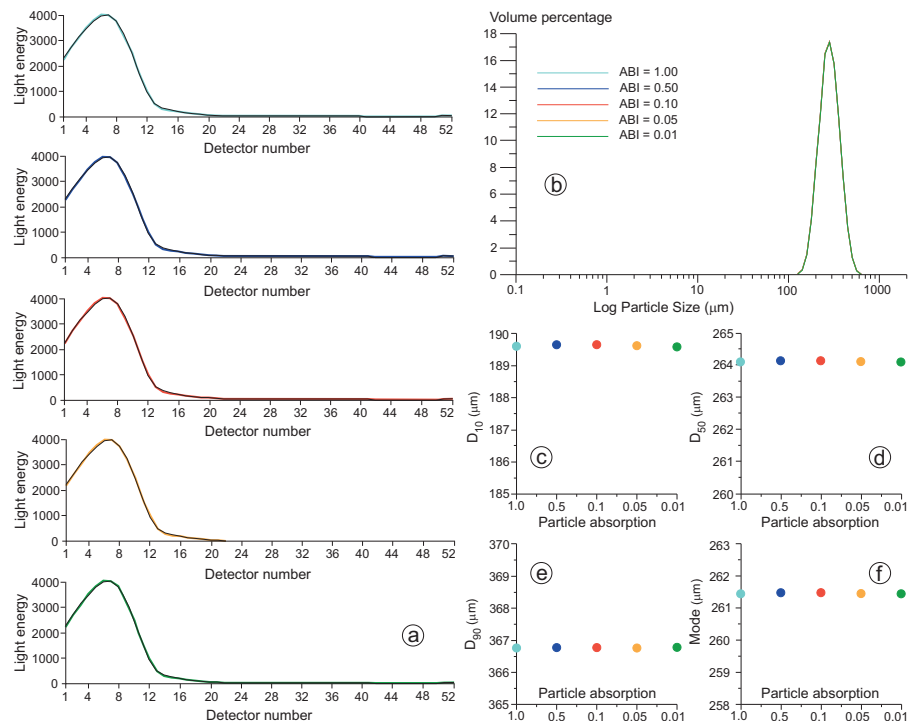 Light energy
4000
3000
2000
1000
0
1 4 8 12 16 20 24 28 32 36 40 44 48 52
Detector number
Light energy
4000
3000
2000
1000
0
1 4 8 12 16 20 24 28 32 36 40 44 48 52
Detector number
Light energy
4000
3000
2000
1000
0
1 4 8 12 16 20 24 28 32 36 40 44 48 52
Detector number
Light energy
4000
3000
2000
1000
0
1 4 8 12 16 20 24 28 32 36 40 44 48 52
Detector number
Light energy
4000
3000
2000
1000
0
1 4 8 12 16 20 24 28 32 36 40 44 48 52
Detector number
a
Volume percentage
18
16
14
12
10
8
6
4
2
0
ABI = 1.00
ABI = 0.50
ABI = 0.10
ABI = 0.05
ABI = 0.01
b
0.1 1 10 100 1000
Log Particle Size (μm)
D10 (μm)
190
189
188
187
186
185
c
1.0 0.5 0.1 0.05 0.01
Particle absorption
D50 (μm)
265
264
263
262
261
260
d
1.0 0.5 0.1 0.05 0.01
Particle absorption
D90 (μm)
370
369
368
367
366
365
e
Particle absorption
1.0 0.5 0.1 0.05 0.01
Mode (μm)
263
262
261
260
259
258
f
Particle absorption
1.0 0.5 0.1 0.05 0.01